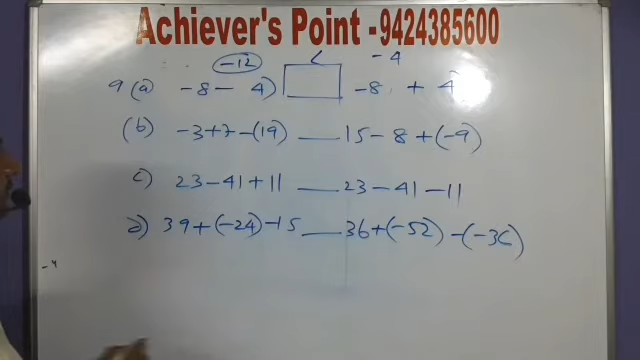 Achiever's Point -9424385600
-12 < -4
9 (a) -8 - 4) -8 + 4
(b) -3+7-(19) ___ 15-8+(-9)
c) 23-41+11 ___ 23-41-11
d) 39+(-24)-15 ___ 36+(-52)-(-36)
-4